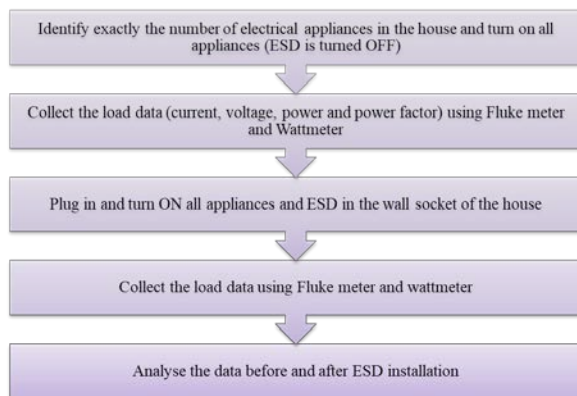 Identify exactly the number of electrical appliances in the house and turn on all
appliances (ESD is turned OFF)
Collect the load data (current, voltage, power and power factor) using Fluke meter
and Wattmeter
Plug in and turn ON all appliances and ESD in the wall socket of the house
Collect the load data using Fluke meter and wattmeter
Analyse the data before and after ESD installation